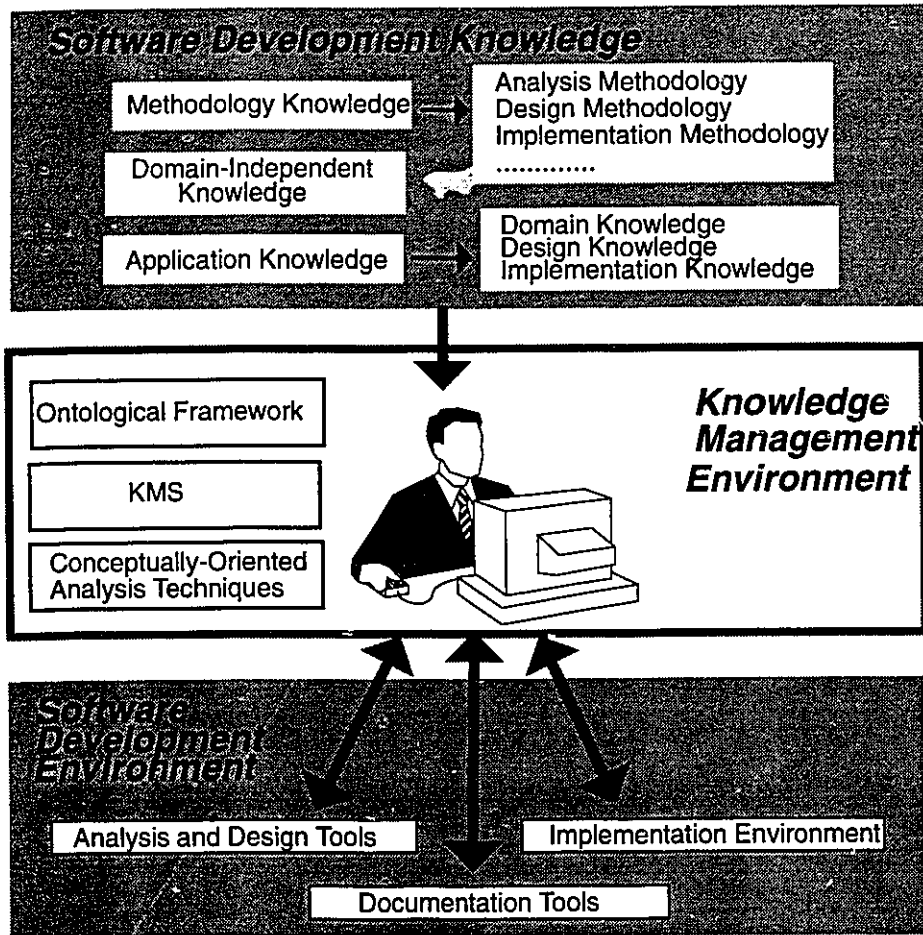 Software Development Knowledge
Methodology Knowledge
Analysis Methodology
Design Methodology
Implementation Methodology
.............
Domain-Independent
Knowledge
Application Knowledge
Domain Knowledge
Design Knowledge
Implementation Knowledge
Ontological Framework
KMS
Conceptually-Oriented
Analysis Techniques
Knowledge
Management
Environment
Software
Development
Environment
Analysis and Design Tools
Implementation Environment
Documentation Tools